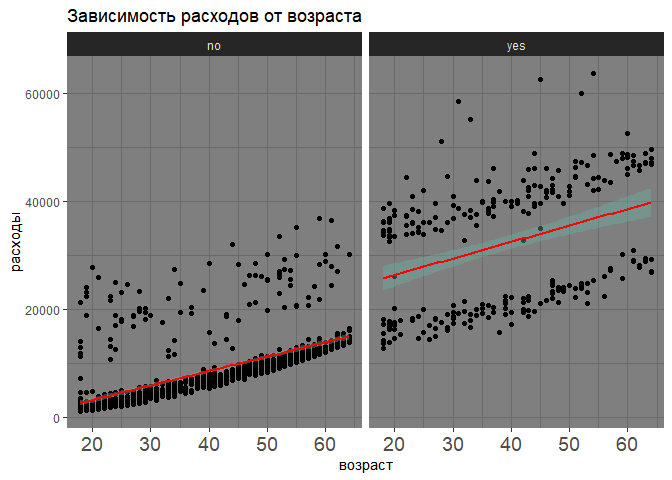 Зависимость расходов от возраста
no yes
60000
40000
20000
0
расходы
20 30 40 50 60 20 30 40 50 60
возраст